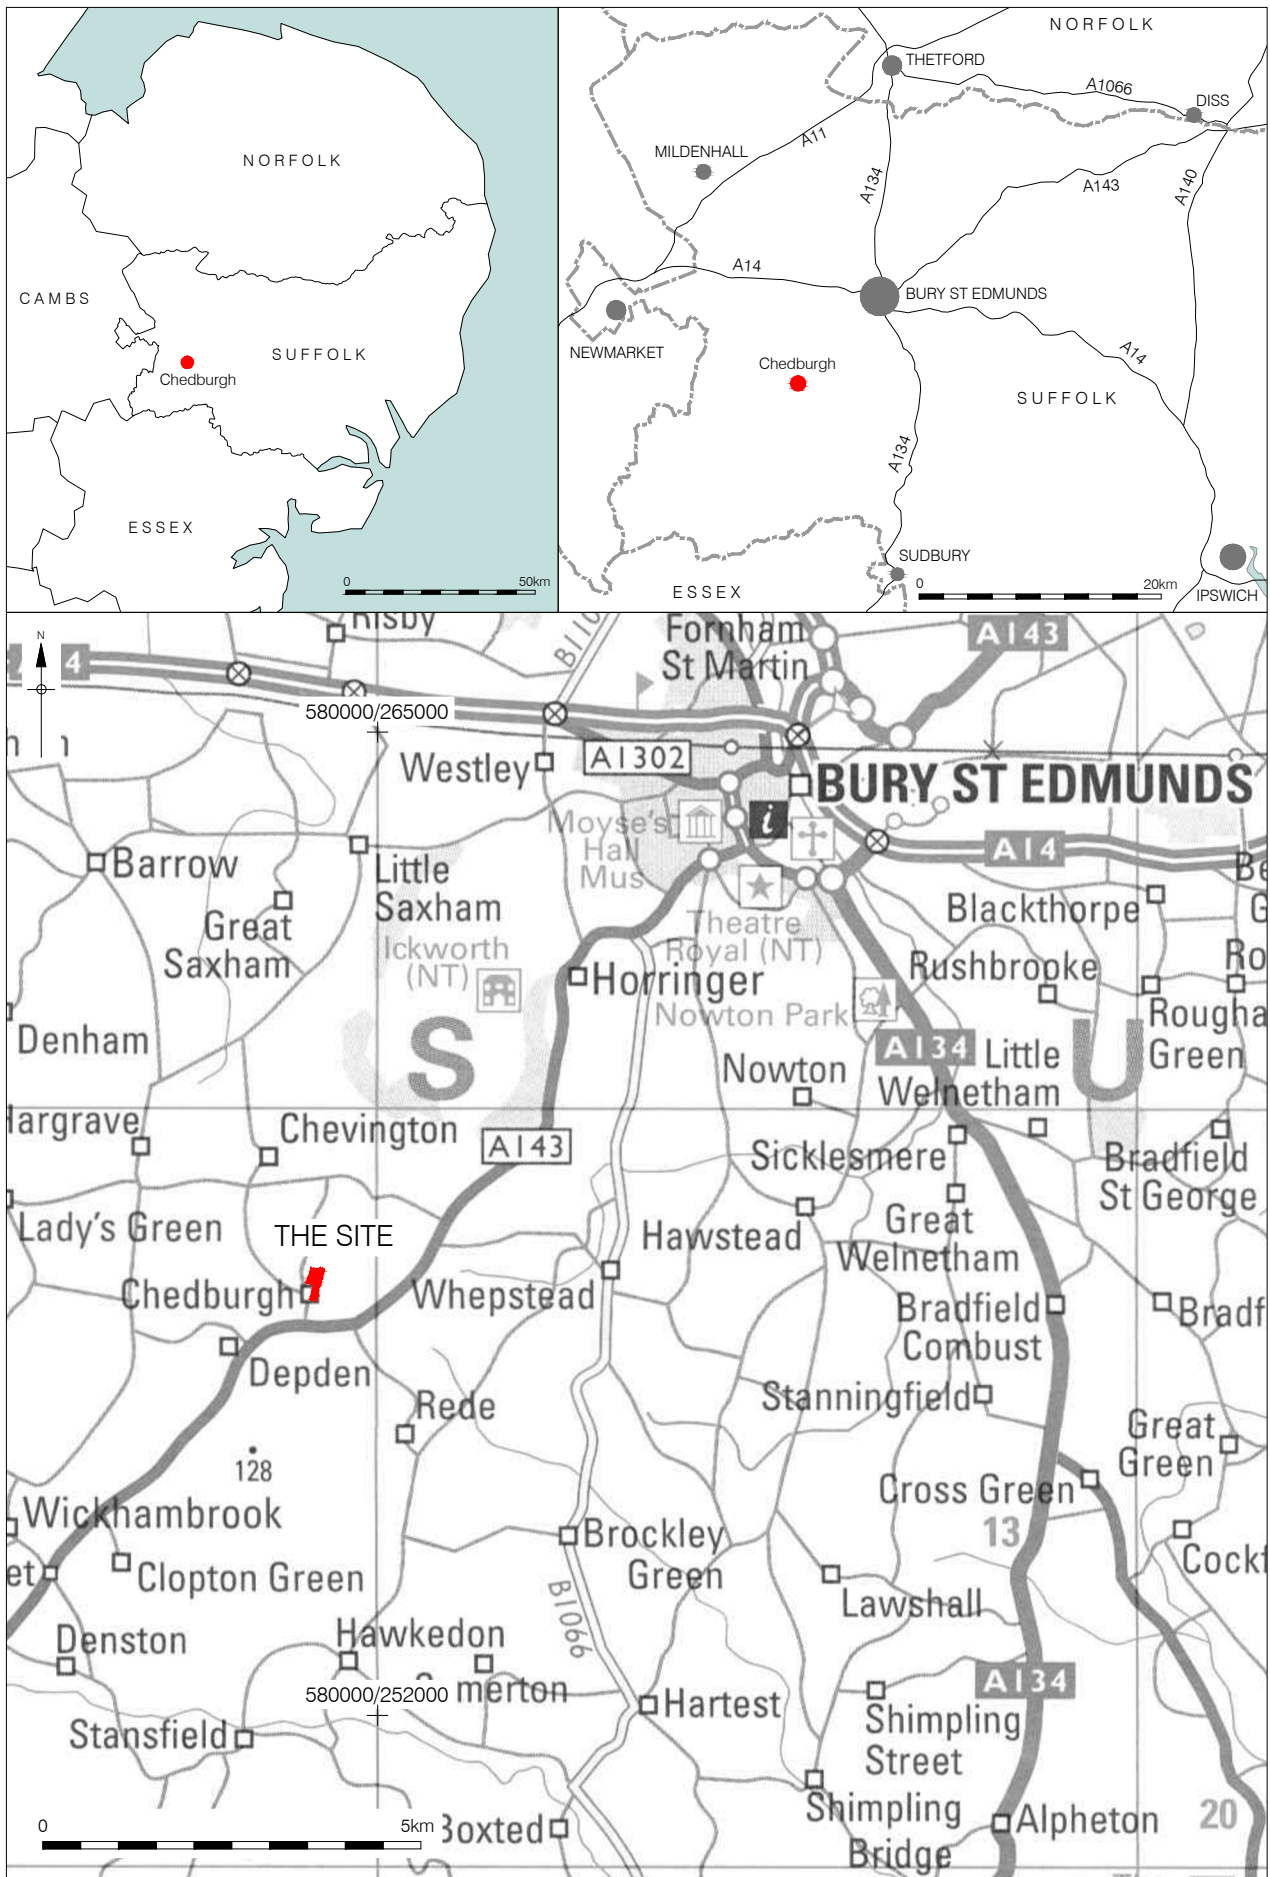 NORFOLK
CAMBS
SUFFOLK
Chedburgh
ESSEX
0
50km
NORFOLK
THETFORD
A1066
DISS
A11
MILDENHALL
A134
A143
A140
A14
BURY ST EDMUNDS
NEWMARKET
Chedburgh
A14
SUFFOLK
A134
SUDBURY
ESSEX
0
20km
IPSWICH
N
4
Risby
Fornham
St Martin
A143
580000/265000
Westley
A1302
BURY ST EDMUNDS
Moyse's
Hall
Mus
i
A14
Barrow
Little
Saxham
Great
Saxham
Blackthorpe
Theatre
Royal (NT)
Ickworth
(NT)
Rushbrooke
Horringer
Nowton Park
Denham
S
U
A134
Little
Welnetham
Green
Nowton
Chevington
A143
Sicklesmere
Bradfield
St George
Lady's Green
THE SITE
Hawstead
Great
Welnetham
Chedburgh
Whepstead
Bradfield
Combust
Depden
Stanningfield
Rede
Great
Green
128
Cross Green
Wickhambrook
13
Brockley
Green
Clopton Green
B1066
Lawshall
Denston
Hawkedon
580000/252000
merton
A134
Hartest
Shimpling
Street
Stansfield
Shimpling
Bridge
Alpheton
20
0
5km
Boxted